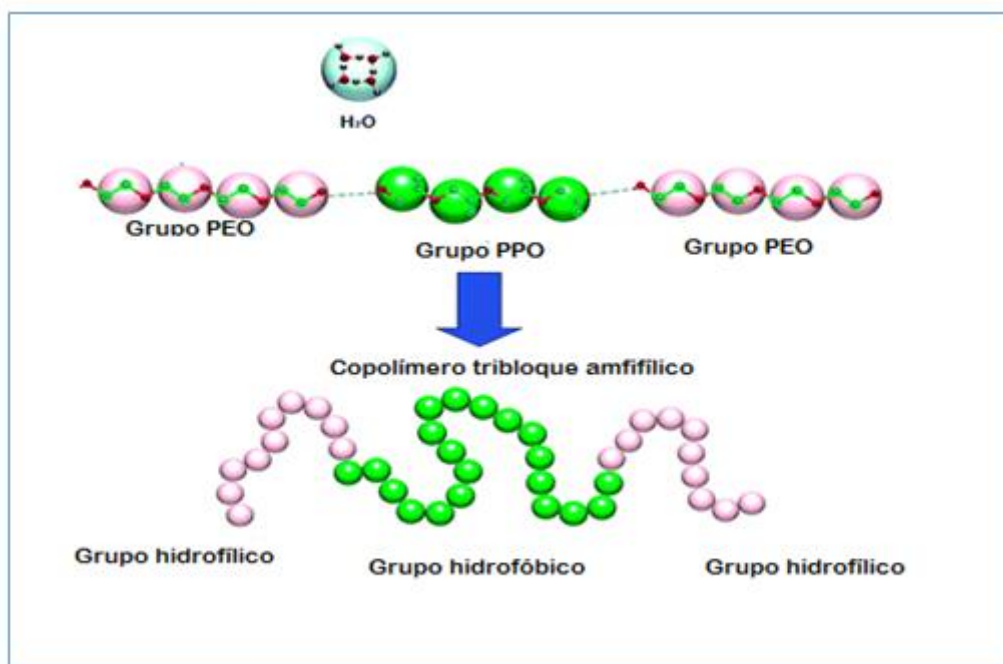 H₂O
Grupo PEO
Grupo PPO
Grupo PEO
Copolímero tribloque amfifílico
Grupo hidrofílico
Grupo hidrofóbico
Grupo hidrofílico